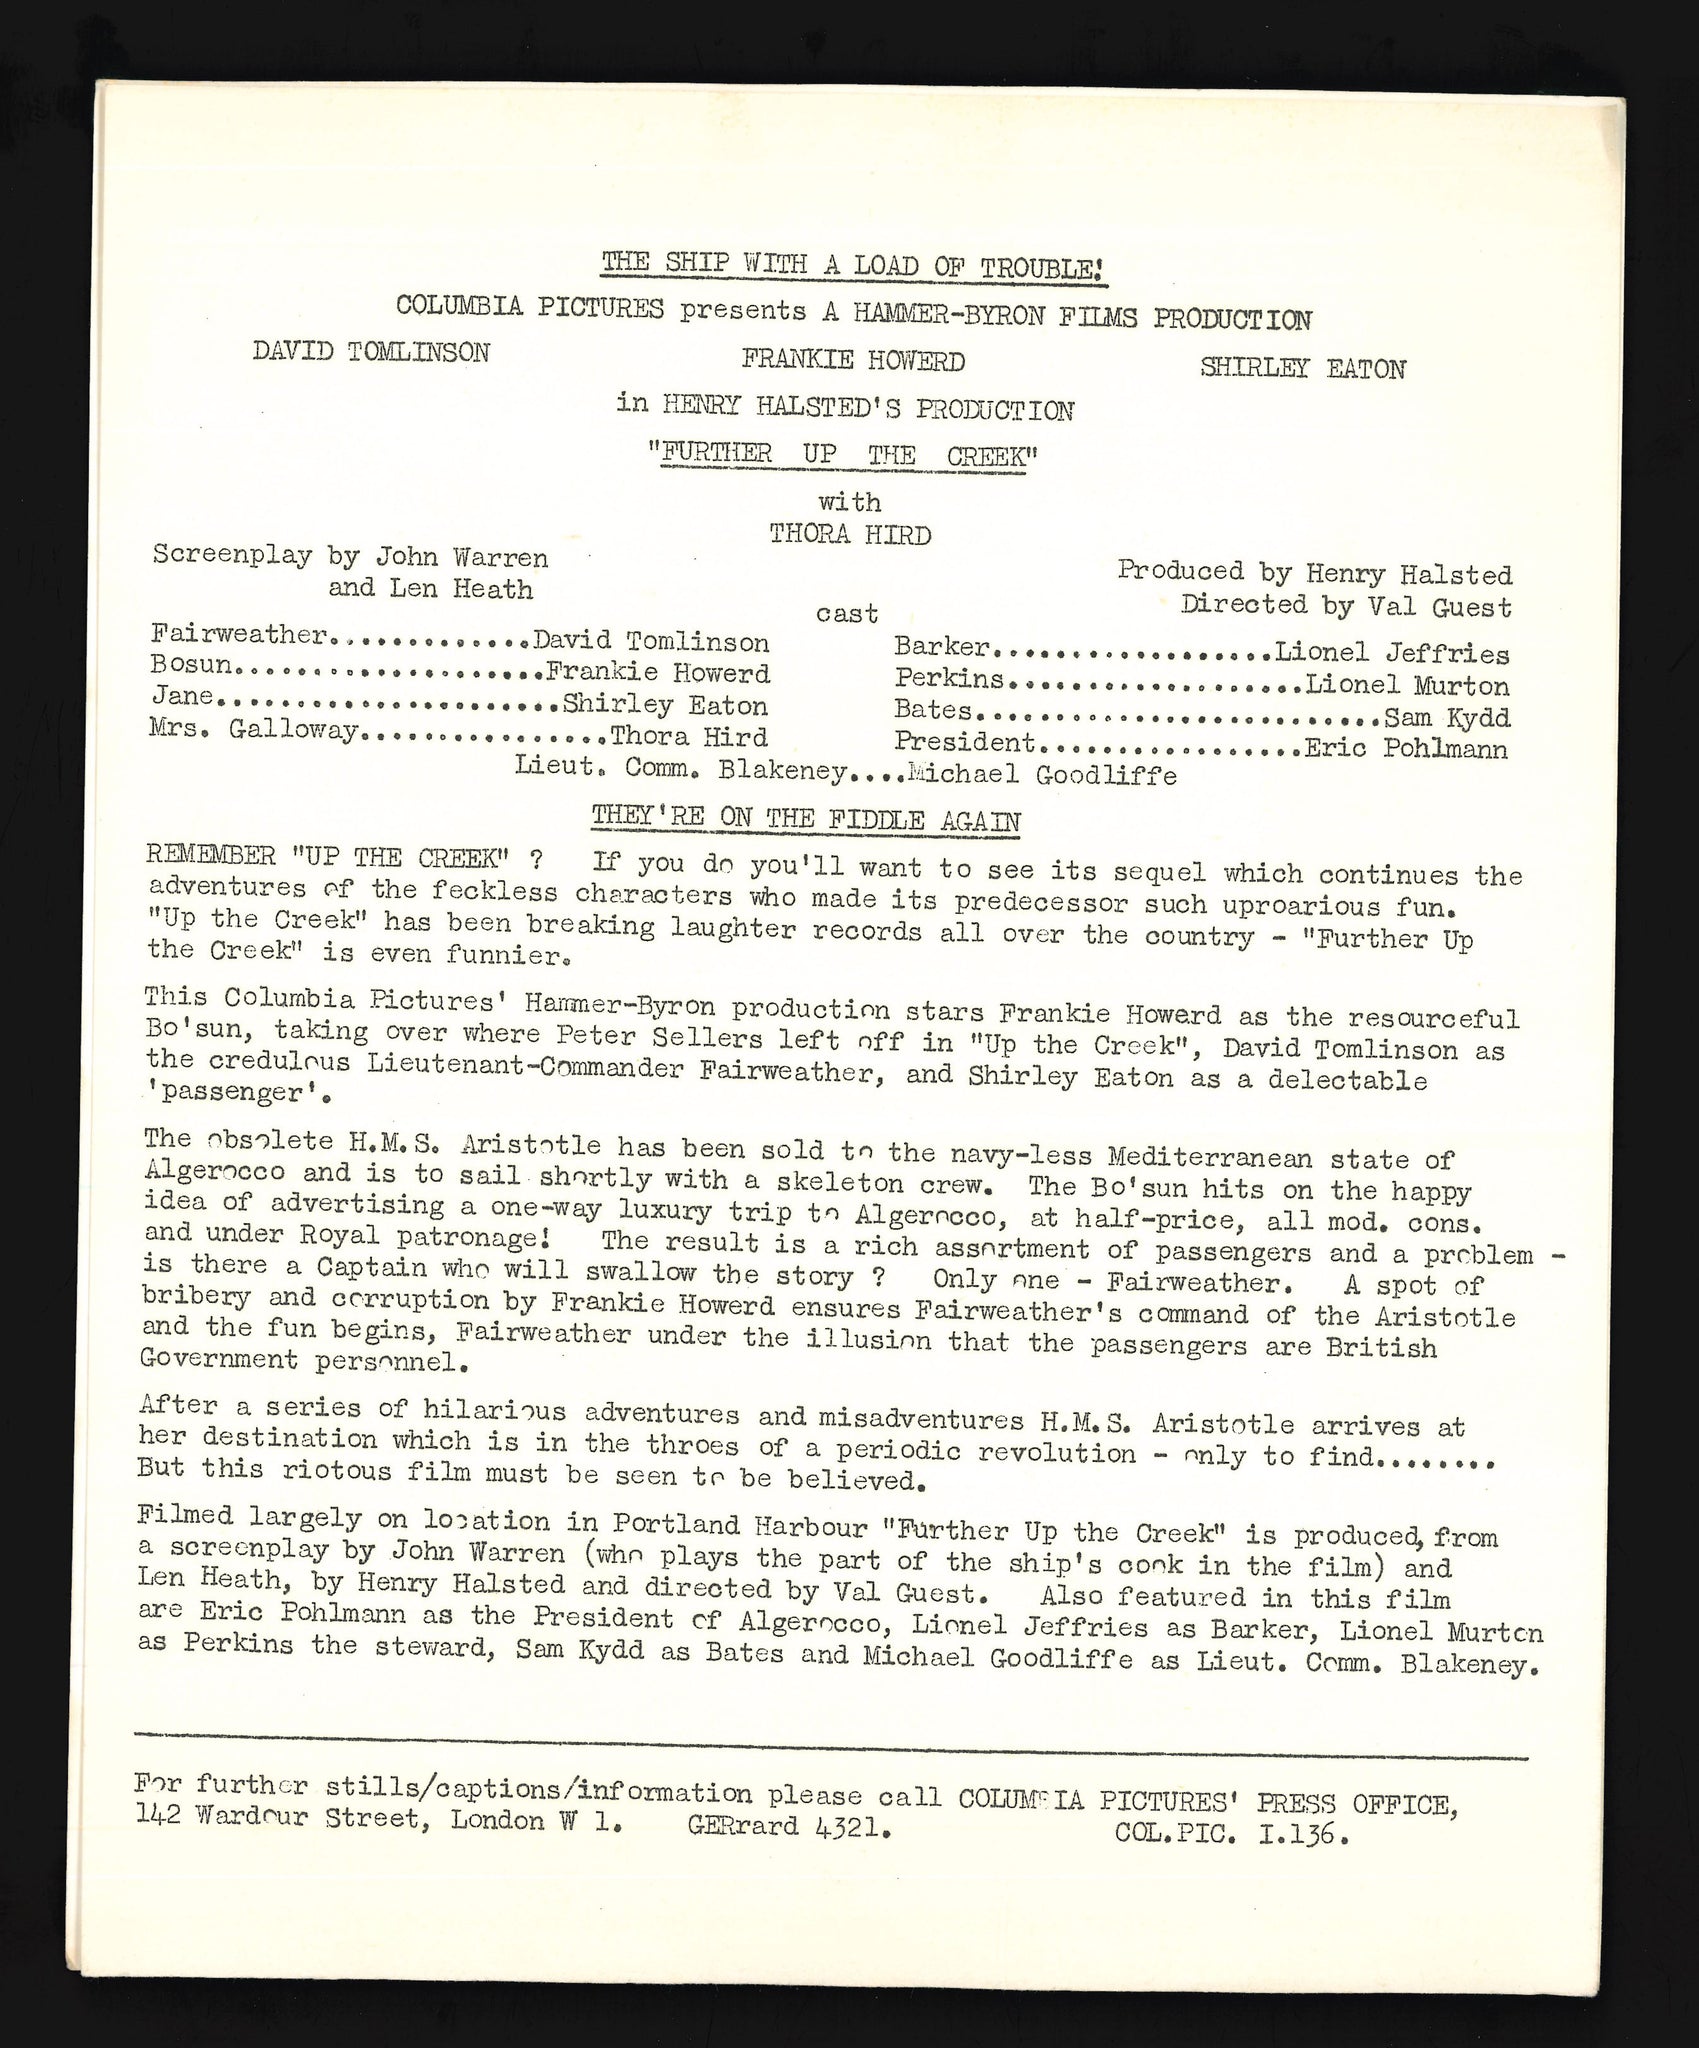 THE SHIP WITH A LOAD OF TROUBLE!
COLUMBIA PICTURES presents A HAMMER-BYRON FILMS PRODUCTION
DAVID TOMLINSON FRANKIE HOWERD SHIRLEY EATON
in HENRY HALSTED'S PRODUCTION
"FURTHER UP THE CREEK"
with
THORA HIRD
Screenplay by John Warren
and Len Heath
Produced by Henry Halsted
Directed by Val Guest
cast
Fairweather.............David Tomlinson
Bosun...................Frankie Howerd
Jane.....................Shirley Eaton
Mrs. Galloway...............Thora Hird
Barker.................Lionel Jeffries
Perkins..................Lionel Murton
Bates.........................Sam Kydd
President................Eric Pohlmann
Lieut. Comm. Blakeney....Michael Goodliffe
THEY'RE ON THE FIDDLE AGAIN
REMEMBER "UP THE CREEK" ? If you do you'll want to see its sequel which continues the
adventures of the feckless characters who made its predecessor such uproarious fun.
"Up the Creek" has been breaking laughter records all over the country - "Further Up
the Creek" is even funnier.
This Columbia Pictures' Hammer-Byron production stars Frankie Howerd as the resourceful
Bo'sun, taking over where Peter Sellers left off in "Up the Creek", David Tomlinson as
the credulous Lieutenant-Commander Fairweather, and Shirley Eaton as a delectable
'passenger'.
The obsolete H.M.S. Aristotle has been sold to the navy-less Mediterranean state of
Algerocco and is to sail shortly with a skeleton crew. The Bo'sun hits on the happy
idea of advertising a one-way luxury trip to Algerocco, at half-price, all mod. cons.
and under Royal patronage! The result is a rich assortment of passengers and a problem -
is there a Captain who will swallow the story ? Only one - Fairweather. A spot of
bribery and corruption by Frankie Howerd ensures Fairweather's command of the Aristotle
and the fun begins, Fairweather under the illusion that the passengers are British
Government personnel.
After a series of hilarious adventures and misadventures H.M.S. Aristotle arrives at
her destination which is in the throes of a periodic revolution - only to find........
But this riotous film must be seen to be believed.
Filmed largely on location in Portland Harbour "Further Up the Creek" is produced, from
a screenplay by John Warren (who plays the part of the ship's cook in the film) and
Len Heath, by Henry Halsted and directed by Val Guest. Also featured in this film
are Eric Pohlmann as the President of Algerocco, Lionel Jeffries as Barker, Lionel Murton
as Perkins the steward, Sam Kydd as Bates and Michael Goodliffe as Lieut. Comm. Blakeney.
For further stills/captions/information please call COLUMBIA PICTURES' PRESS OFFICE,
142 Wardour Street, London W 1. GERrard 4321. COL.PIC. I.136.